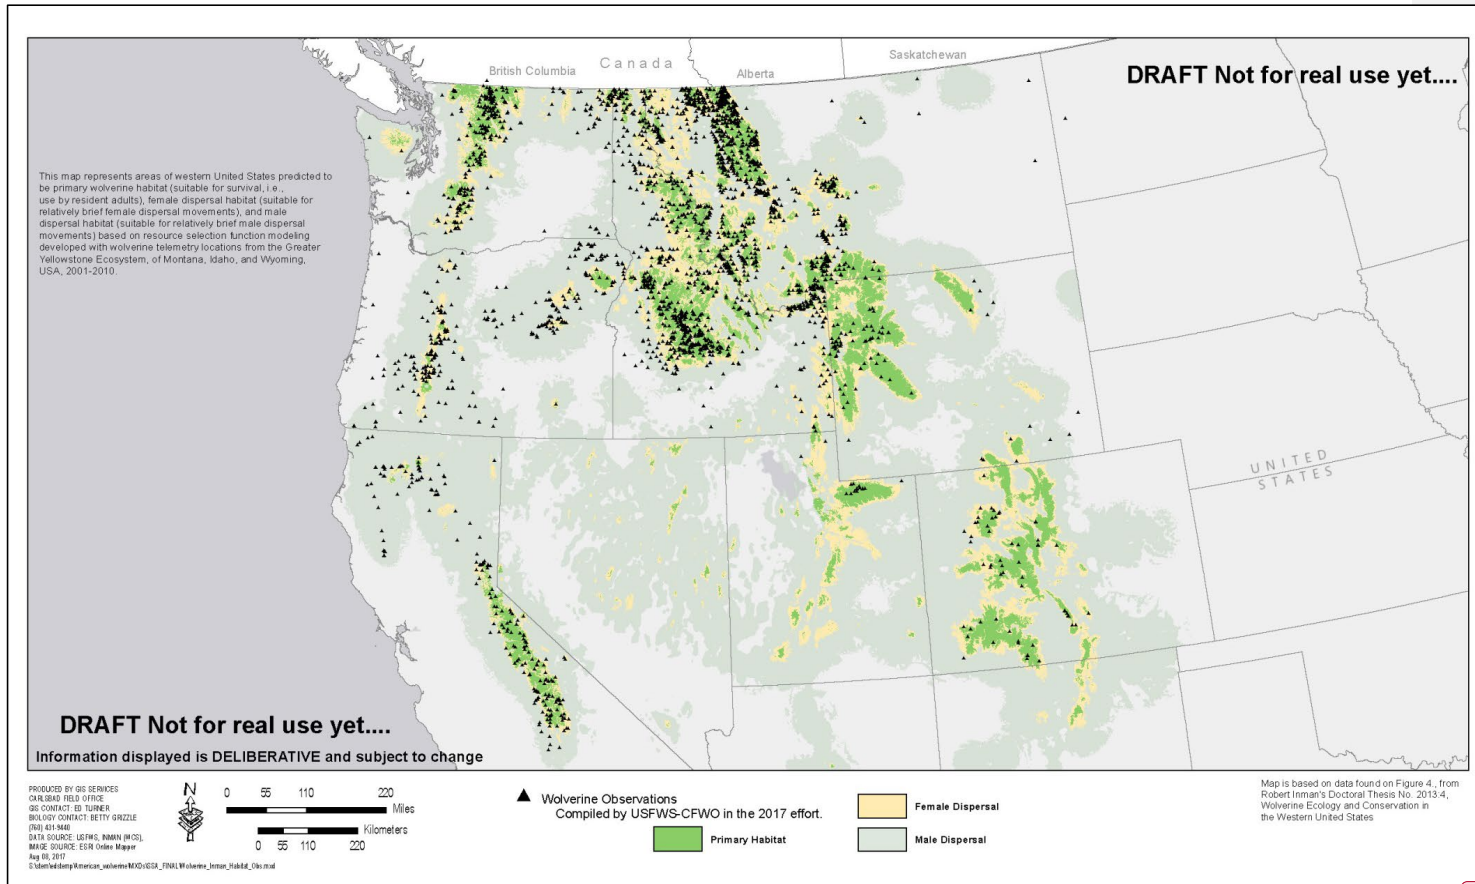 British Columbia
Canada
Alberta
Saskatchewan
DRAFT Not for real use yet....
This map represents areas of western United States predicted to
be primary wolverine habitat (suitable for survival, i.e.,
use by resident adults), female dispersal habitat (suitable for
relatively brief female dispersal movements), and male
dispersal habitat (suitable for relatively brief male dispersal
movements) based on resource selection function modeling
developed with wolverine telemetry locations from the Greater
Yellowstone Ecosystem, of Montana, Idaho, and Wyoming,
USA, 2001-2010.
UNITED
STATES
DRAFT Not for real use yet....
Information displayed is DELIBERATIVE and subject to change
PRODUCED BY GIS SERVICES
CARLSBAD FIELD OFFICE
GIS CONTACT: ED TURNER
BIOLOGY CONTACT: BETTY GRIZZLE
(760) 431-9440
DATA SOURCE: USFWS, INMAN (WCS),
IMAGE SOURCE: ESRI Online Mapper
Aug 08, 2017
N
0 55 110 220
Miles
Kilometers
0 55 110 220
Wolverine Observations
Compiled by USFWS-CFWO in the 2017 effort.
Primary Habitat
Female Dispersal
Male Dispersal
Map is based on data found on Figure 4., from
Robert Inman's Doctoral Thesis No. 2013:4,
Wolverine Ecology and Conservation in
the Western United States